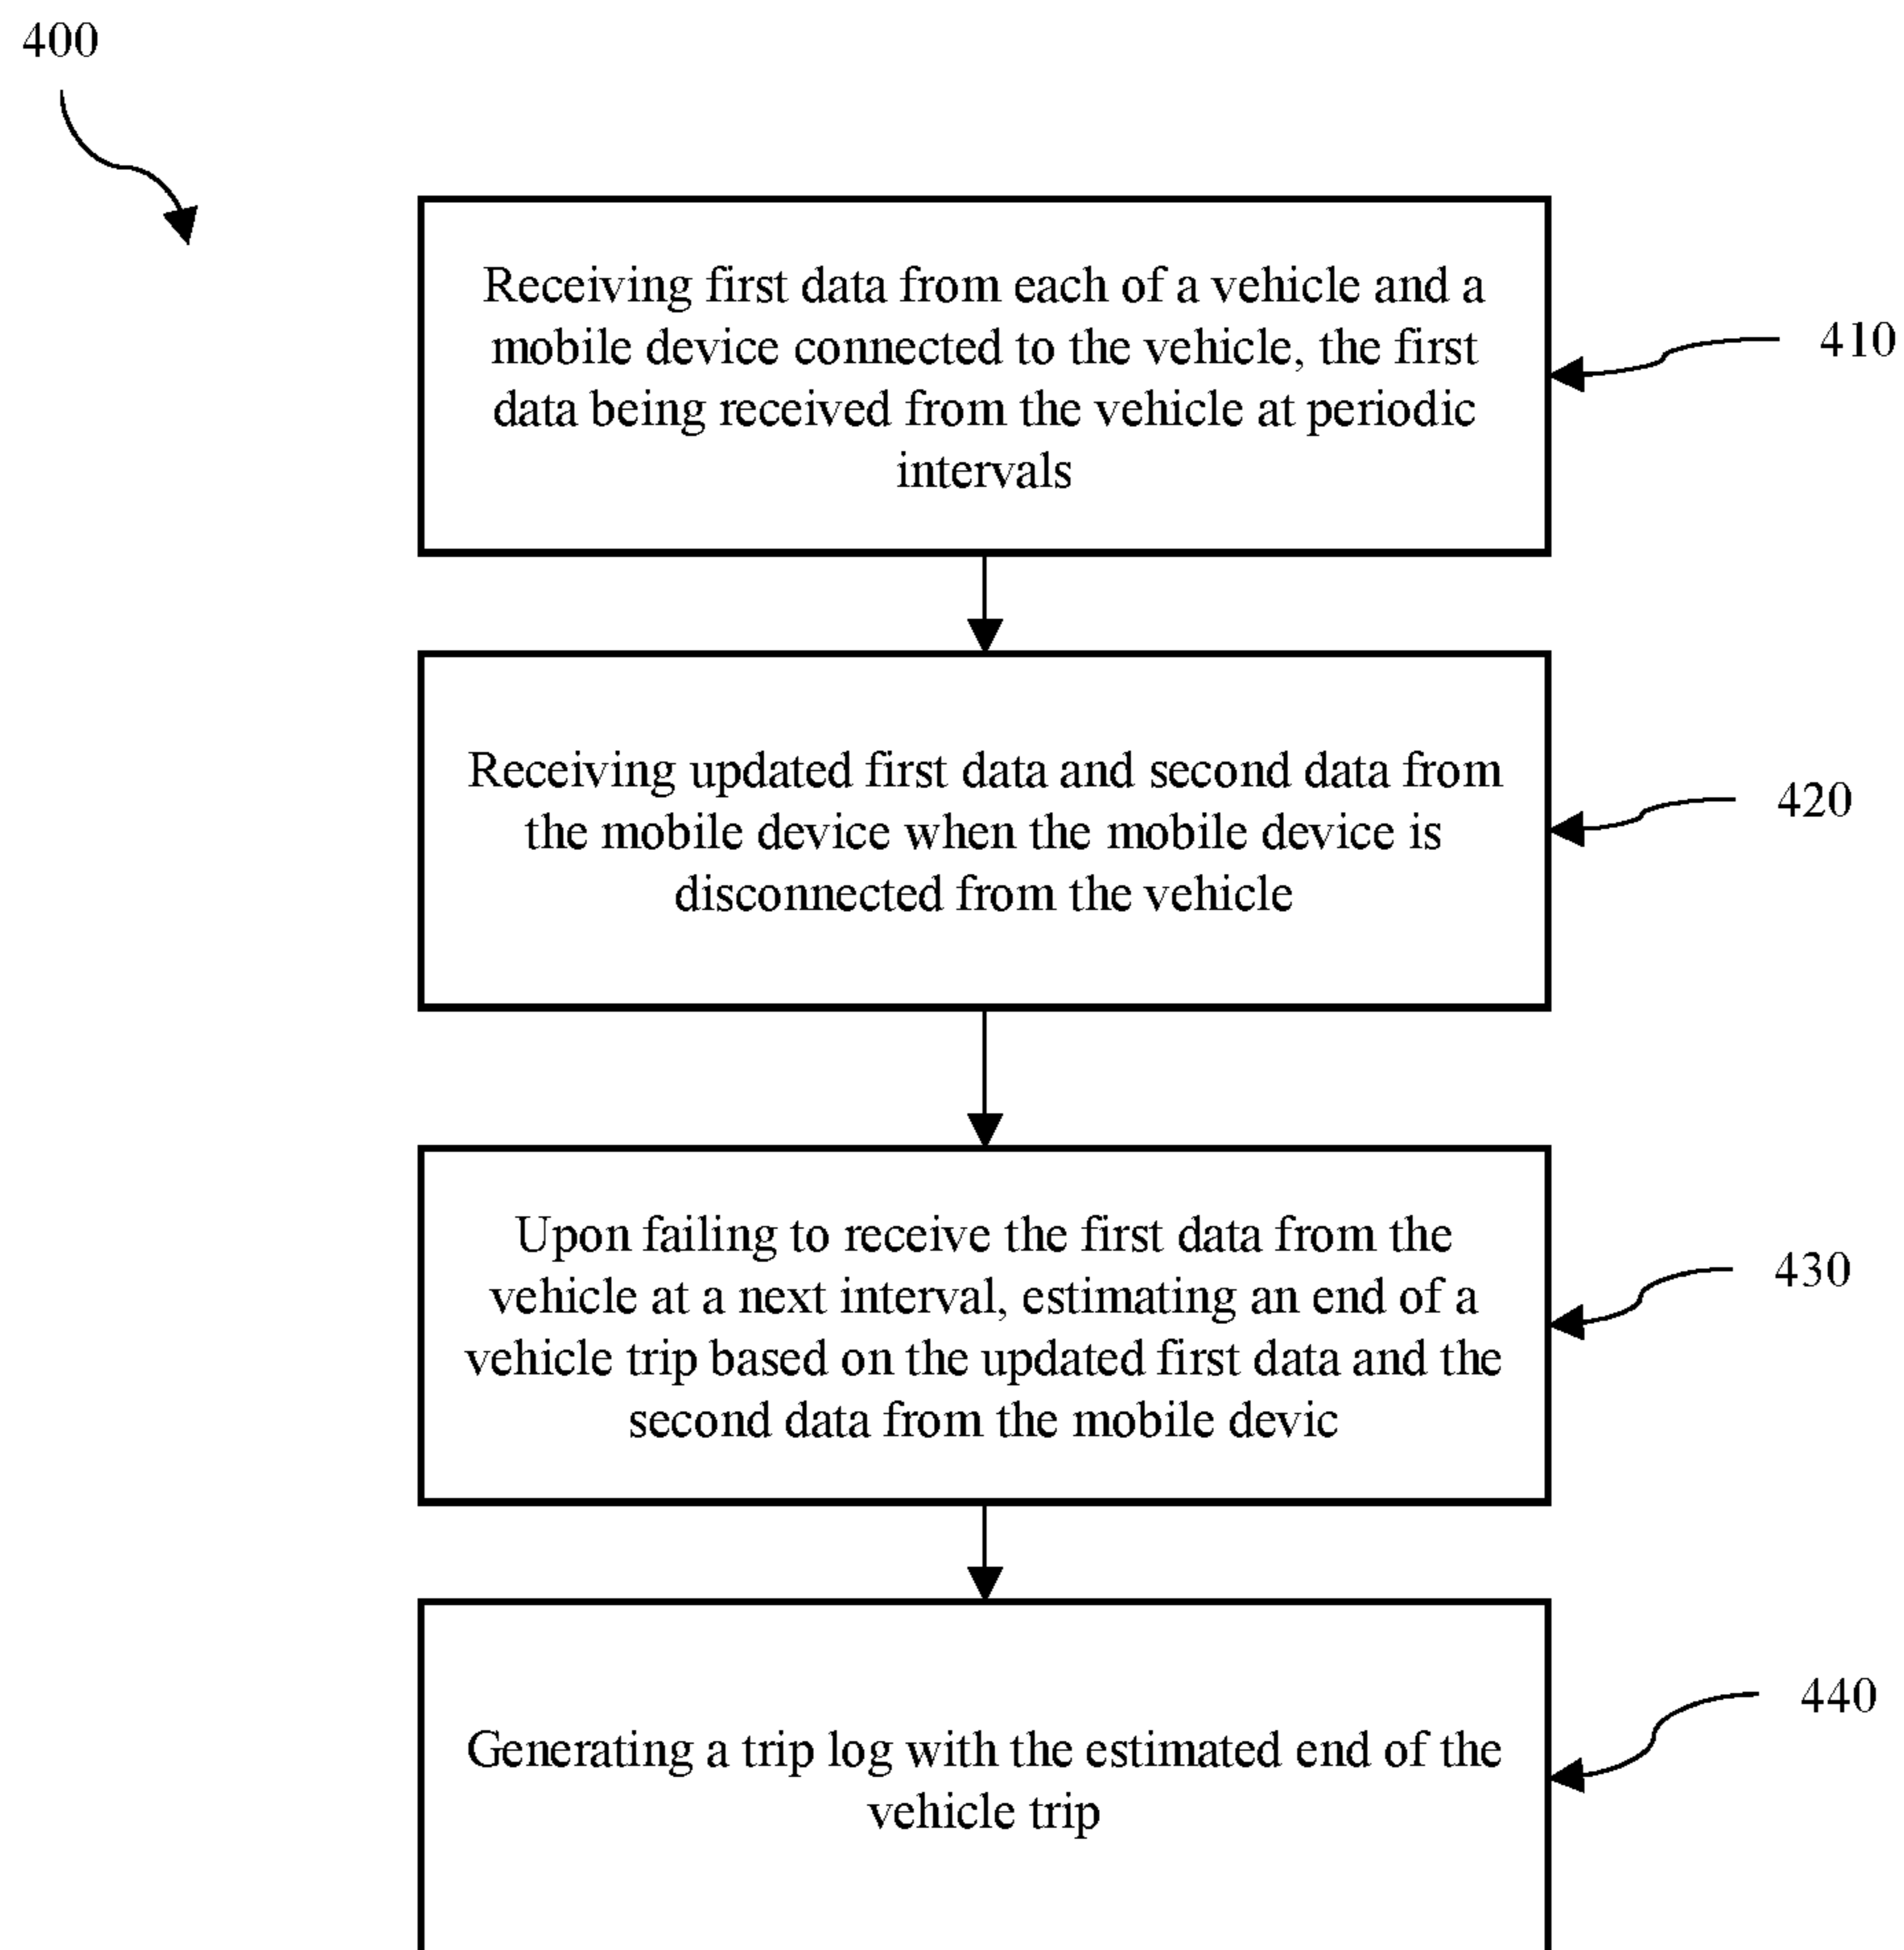 400
Receiving first data from each of a vehicle and a
mobile device connected to the vehicle, the first
data being received from the vehicle at periodic
intervals
410
Receiving updated first data and second data from
the mobile device when the mobile device is
disconnected from the vehicle
420
Upon failing to receive the first data from the
vehicle at a next interval, estimating an end of a
vehicle trip based on the updated first data and the
second data from the mobile devic
430
Generating a trip log with the estimated end of the
vehicle trip
440